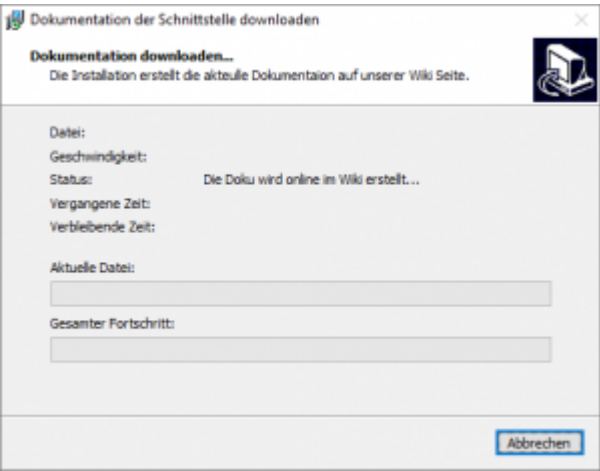 Dokumentation der Schnittstelle downloaden
Dokumentation downloaden...
Die Installation erstellt die akteulle Dokumentaion auf unserer Wiki Seite.
Datei:
Geschwindigkeit:
Status: Die Doku wird online im Wiki erstellt...
Vergangene Zeit:
Verbleibende Zeit:
Aktuelle Datei:
Gesamter Fortschritt:
Abbrechen